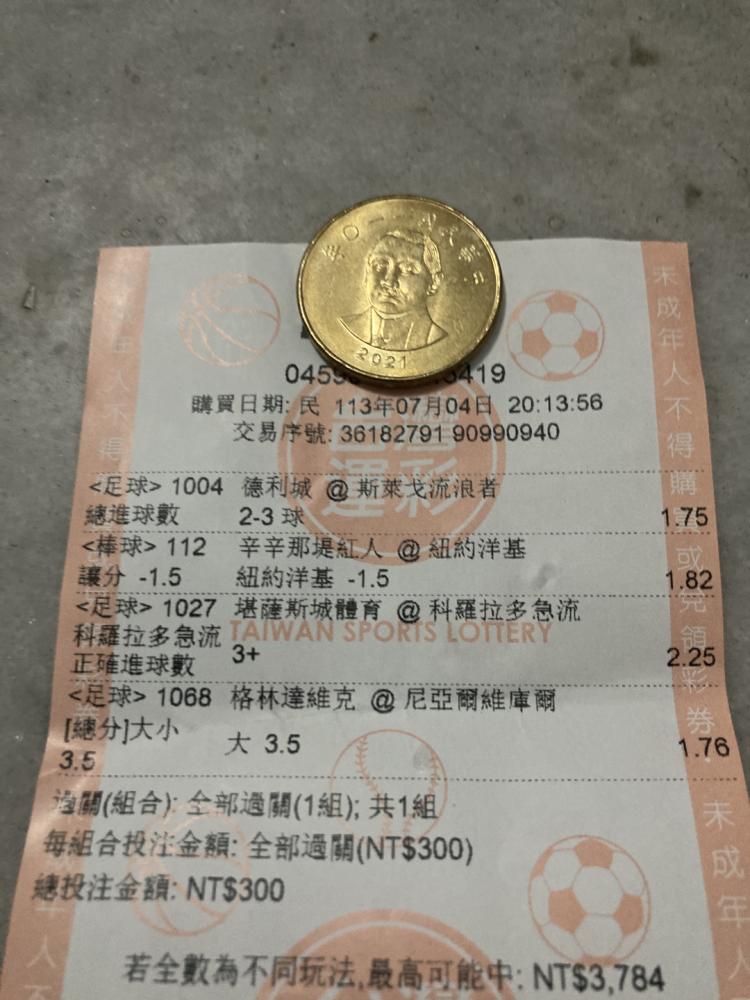 2021
0459
5419
購買日期: 民 113年07月04日 20:13:56
交易序號: 36182791 90990940
<足球> 1004 德利城 @ 斯萊戈流浪者
總進球數 2-3 球 1.75
<棒球> 112 辛辛那堤紅人 @ 紐約洋基
讓分 -1.5 紐約洋基 -1.5 1.82
<足球> 1027 堪薩斯城體育 @ 科羅拉多急流
科羅拉多急流
正確進球數 3+ 2.25
TAIWAN SPORTS LOTTERY
<足球> 1068 格林達維克 @ 尼亞爾維庫爾
[總分]大小
3.5 大 3.5 1.76
過關(組合): 全部過關(1組); 共1組
每組合投注金額: 全部過關(NT$300)
總投注金額: NT$300
若全數為不同玩法,最高可能中: NT$3,784
台灣
運彩
未成年人不得購買或兌領彩券.
未成年
未成年人不得